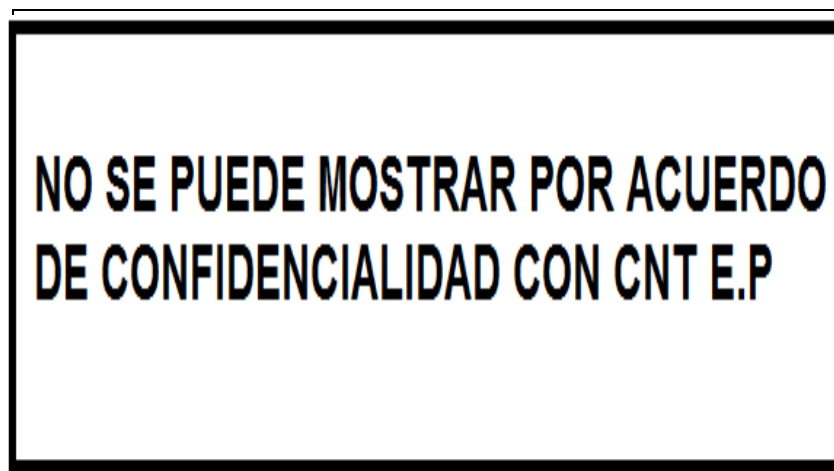 NO SE PUEDE MOSTRAR POR ACUERDO
DE CONFIDENCIALIDAD CON CNT E.P